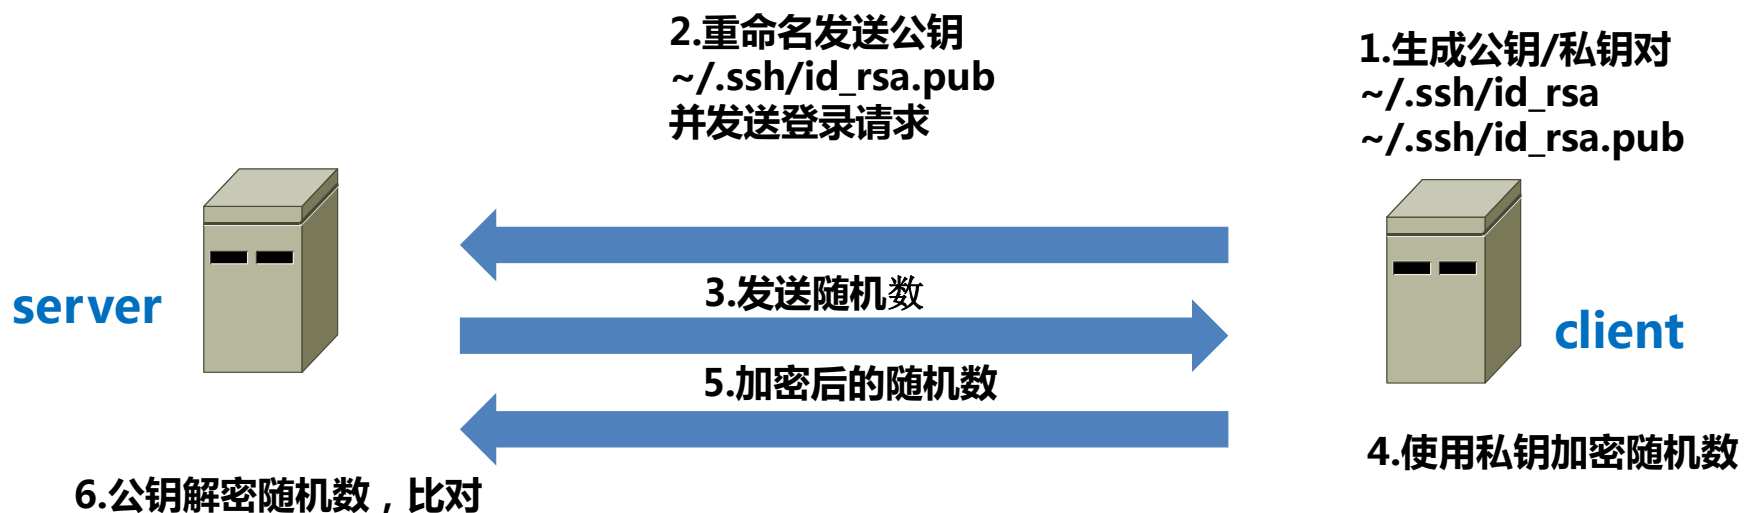 2.重命名发送公钥
~/.ssh/id_rsa.pub
并发送登录请求
1.生成公钥/私钥对
~/.ssh/id_rsa
~/.ssh/id_rsa.pub
server
3.发送随机数
client
5.加密后的随机数
4.使用私钥加密随机数
6.公钥解密随机数，比对